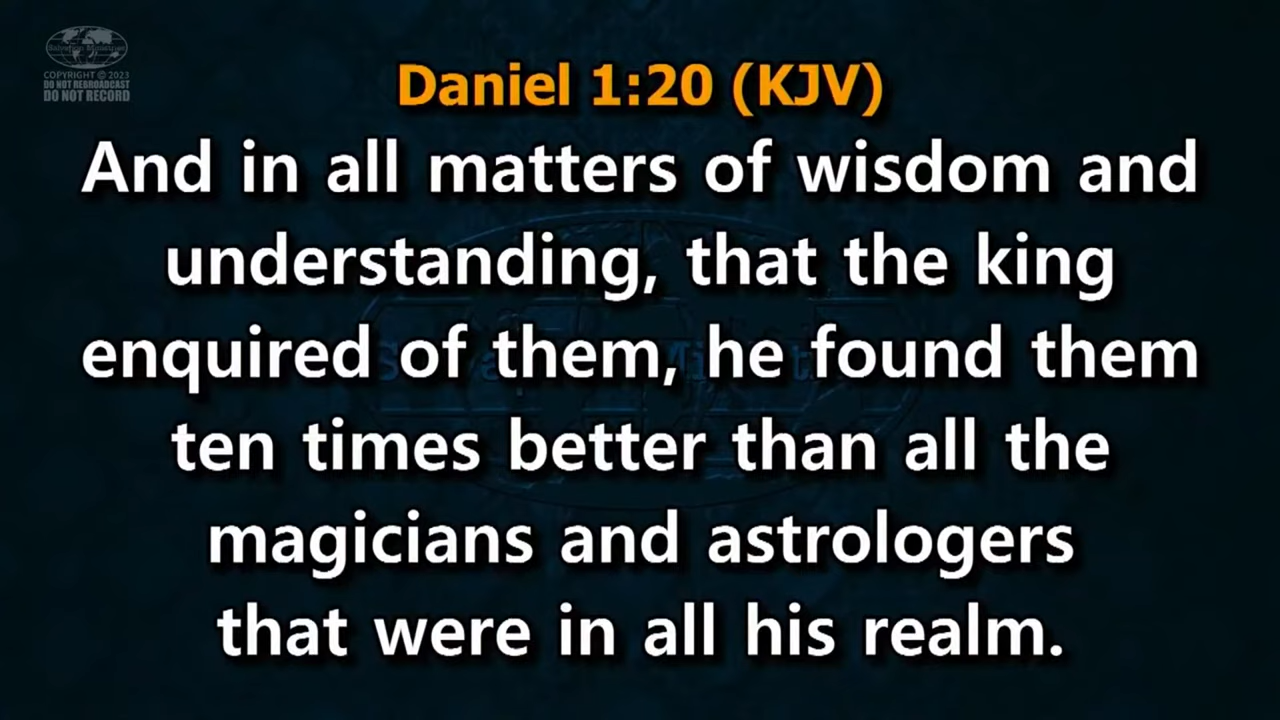 Salvation Ministries
COPYRIGHT © 2023
DO NOT REBROADCAST
DO NOT RECORD
Daniel 1:20 (KJV)
And in all matters of wisdom and
understanding, that the king
enquired of them, he found them
ten times better than all the
magicians and astrologers
that were in all his realm.